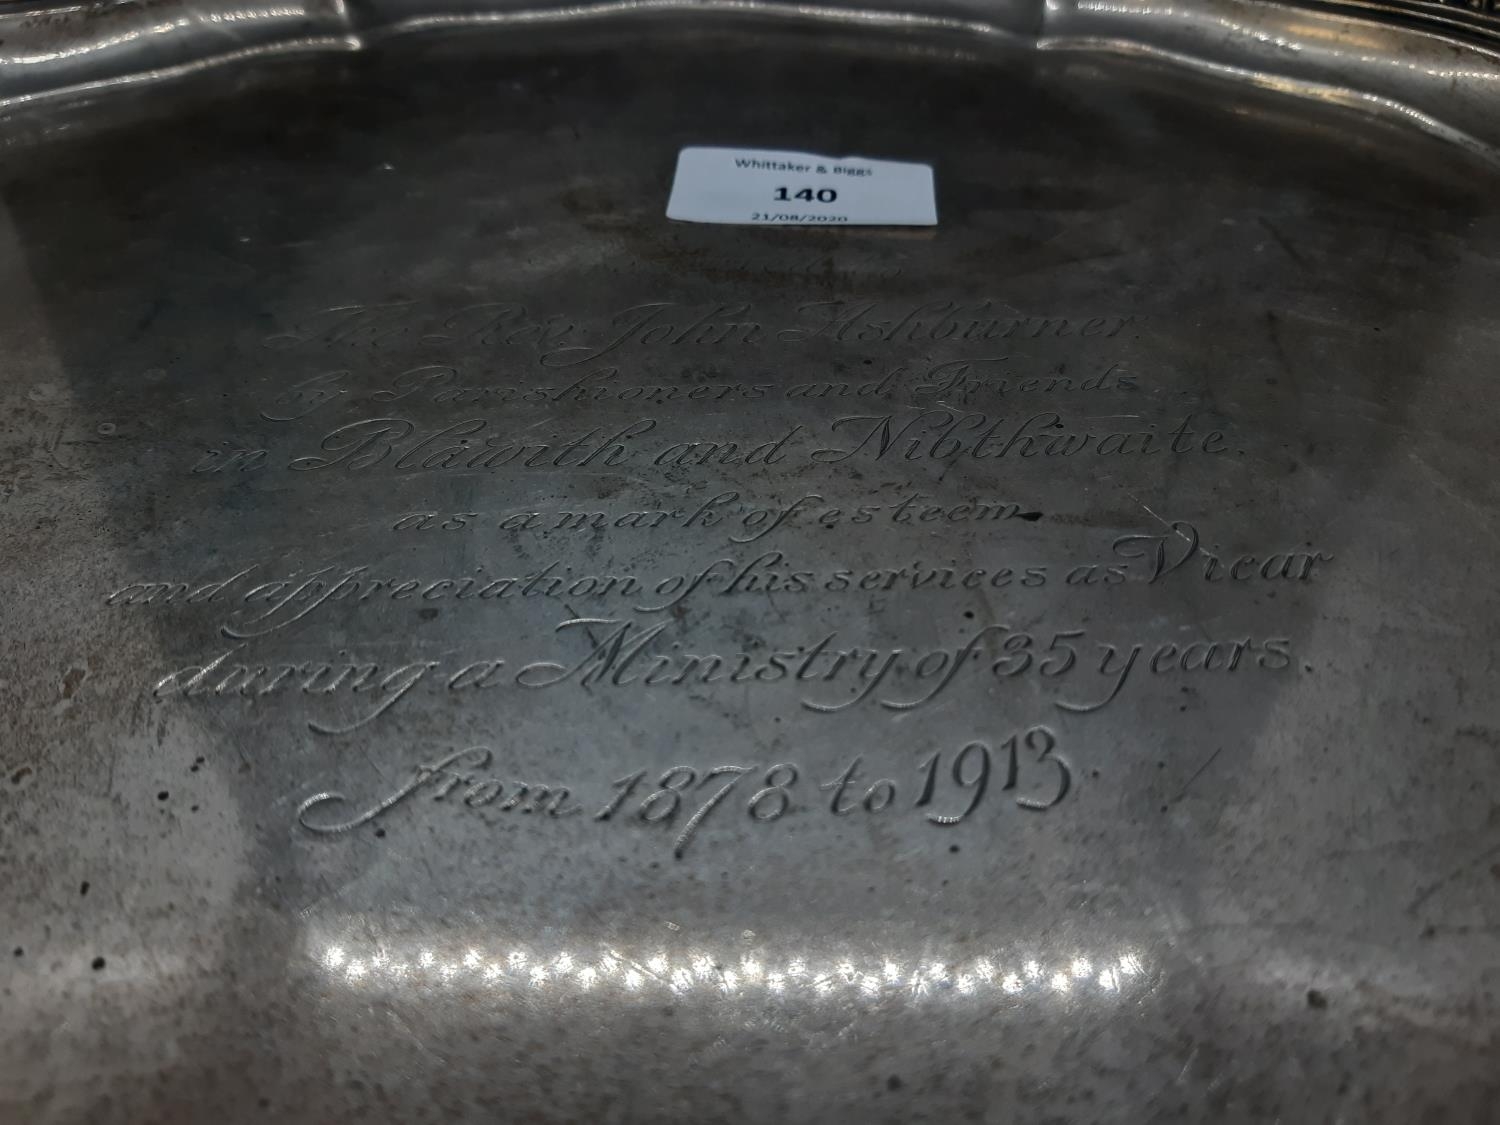 Whittaker & Biggs
140
21/08/2020
The Rev. John Ashburner
by Parishioners and Friends
in Blawith and Nibthwaite.
as a mark of esteem
and appreciation of his services as Vicar
during a Ministry of 35 years.
from 1878 to 1913.